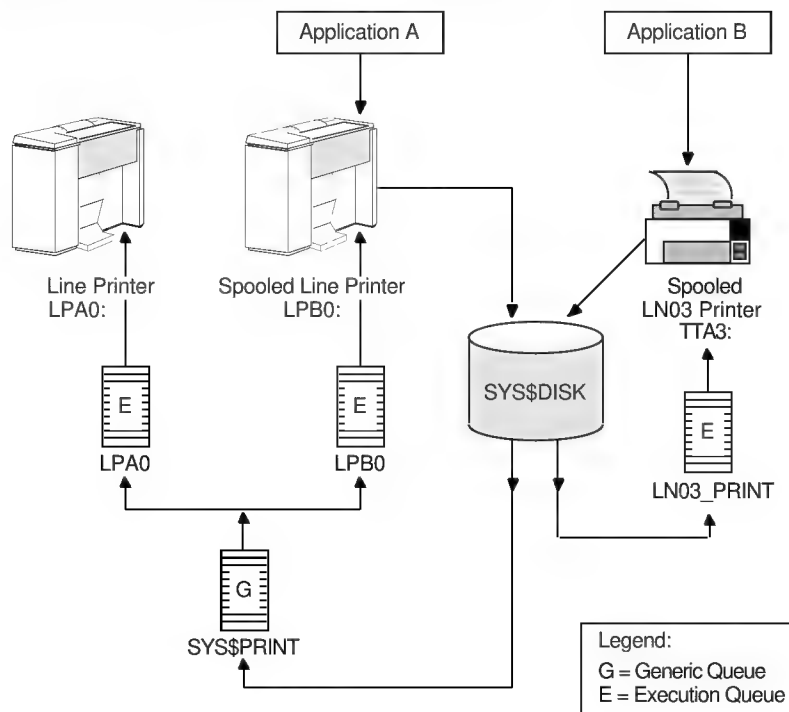 Application A
Application B
Line Printer
LPA0:
Spooled Line Printer
LPB0:
Spooled
LN03 Printer
TTA3:
SYS$DISK
E
E
E
LPA0
LPB0
LN03_PRINT
G
SYS$PRINT
Legend:
G = Generic Queue
E = Execution Queue